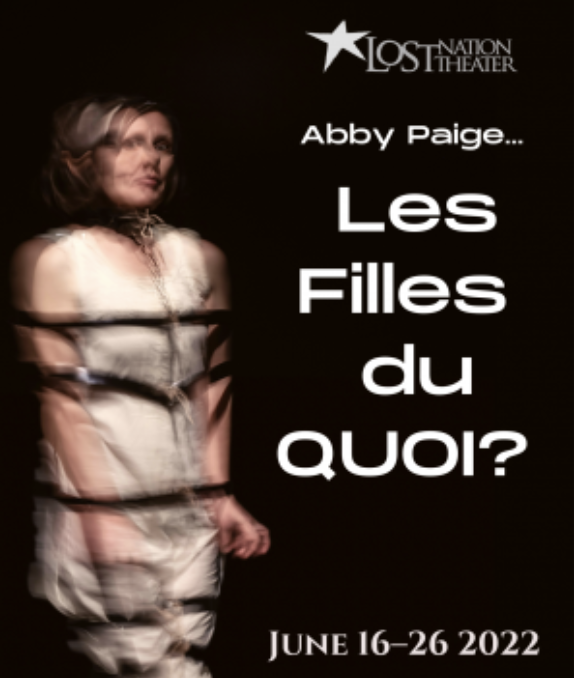 LOST NATION THEATER
Abby Paige...
Les
Filles
du
QUOI?
JUNE 16–26 2022